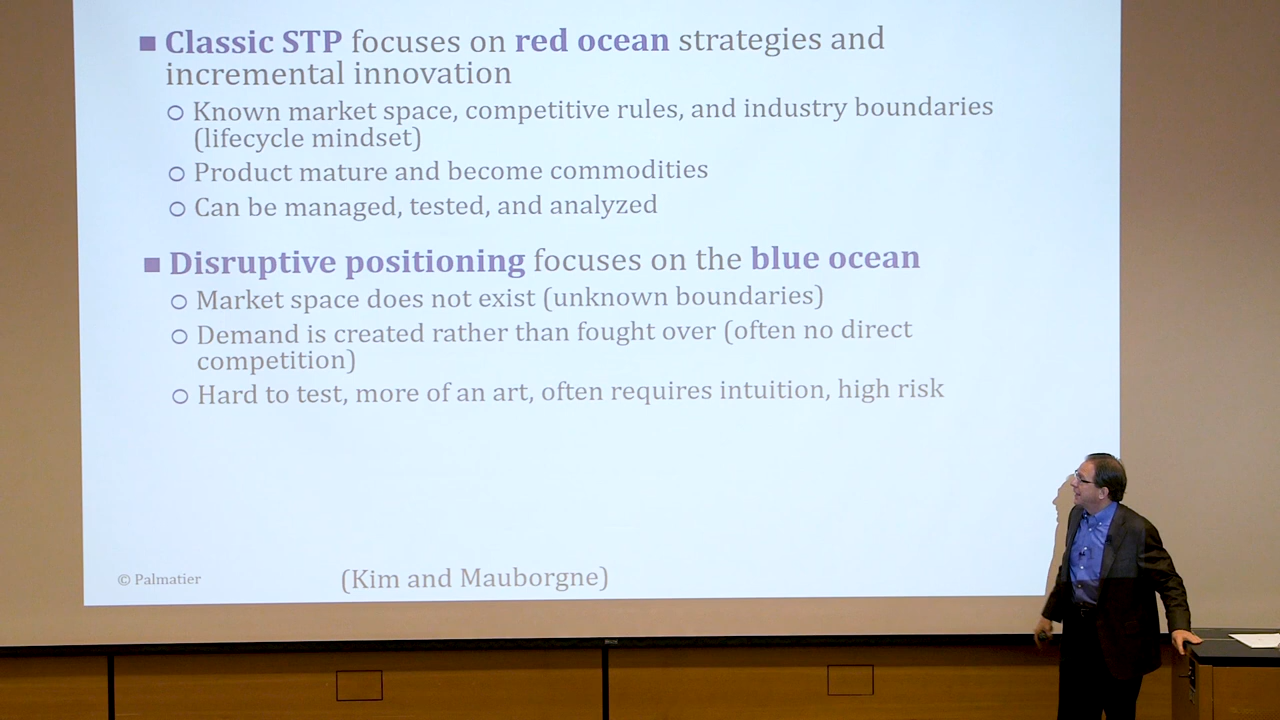 ■ Classic STP focuses on red ocean strategies and
incremental innovation
○ Known market space, competitive rules, and industry boundaries
(lifecycle mindset)
○ Product mature and become commodities
○ Can be managed, tested, and analyzed
■ Disruptive positioning focuses on the blue ocean
○ Market space does not exist (unknown boundaries)
○ Demand is created rather than fought over (often no direct
competition)
○ Hard to test, more of an art, often requires intuition, high risk
© Palmatier
(Kim and Mauborgne)